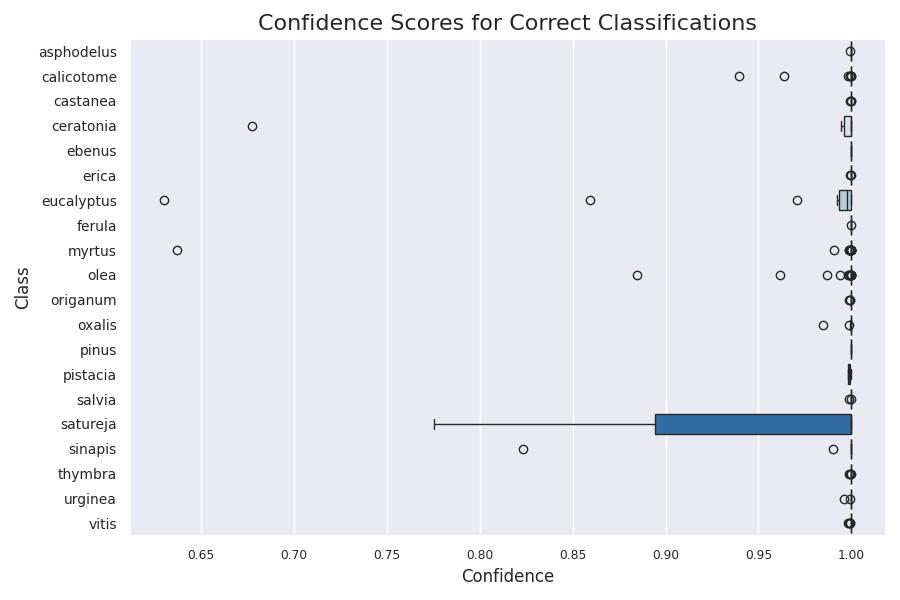 Confidence Scores for Correct Classifications
asphodelus
calicotome
castanea
ceratonia
ebenus
erica
eucalyptus
ferula
myrtus
olea
origanum
oxalis
pinus
pistacia
salvia
satureja
sinapis
thymbra
urginea
vitis
Class
0.65 0.70 0.75 0.80 0.85 0.90 0.95 1.00
Confidence